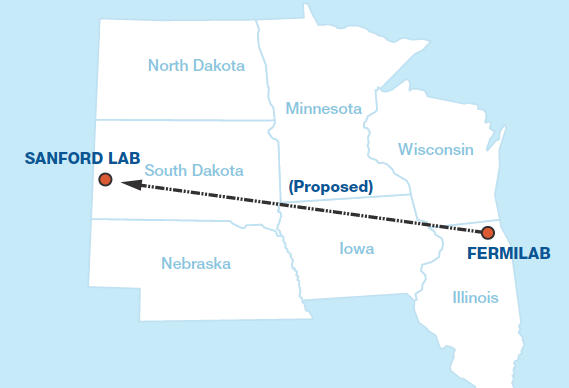 North Dakota
Minnesota
Wisconsin
SANFORD LAB
South Dakota
(Proposed)
Iowa
FERMILAB
Nebraska
Illinois